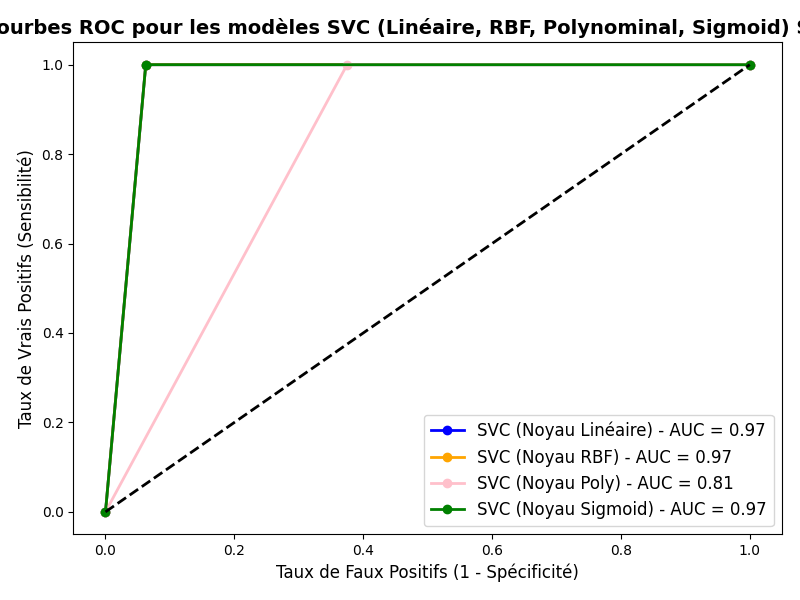 ourbes ROC pour les modèles SVC (Linéaire, RBF, Polynominal, Sigmoid) S
1.0
0.8
0.6
0.4
0.2
0.0
Taux de Vrais Positifs (Sensibilité)
SVC (Noyau Linéaire) - AUC = 0.97
SVC (Noyau RBF) - AUC = 0.97
SVC (Noyau Poly) - AUC = 0.81
SVC (Noyau Sigmoid) - AUC = 0.97
0.0 0.2 0.4 0.6 0.8 1.0
Taux de Faux Positifs (1 - Spécificité)